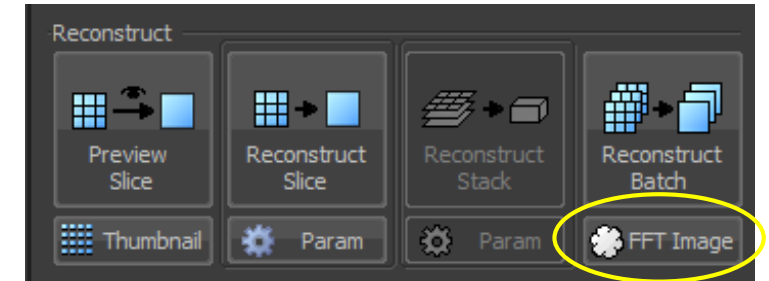 Reconstruct
Preview
Slice
Reconstruct
Slice
Reconstruct
Stack
Reconstruct
Batch
Thumbnail
Param
Param
FFT Image